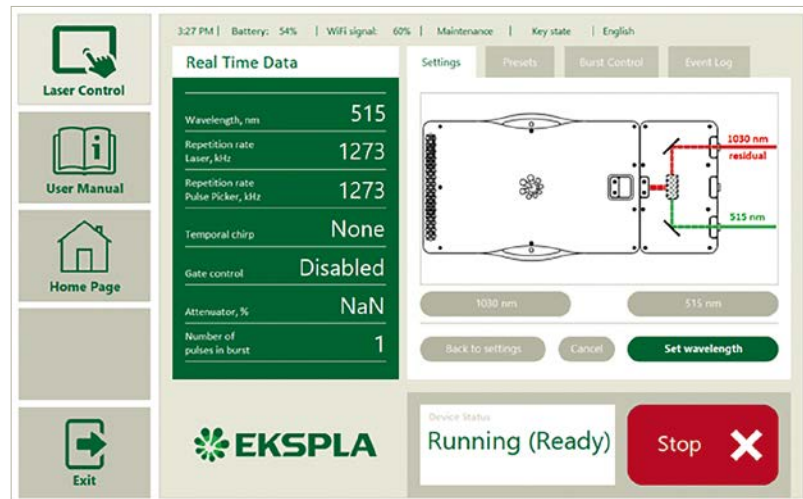 3:27 PM | Battery: 54% | WiFi signal: 60% | Maintenance | Key state | English
Laser Control
User Manual
Home Page
Exit
Real Time Data
Wavelength, nm 515
Repetition rate
Laser, kHz 1273
Repetition rate
Pulse Picker, kHz 1273
Temporal chirp None
Gate control Disabled
Attenuator, % NaN
Number of
pulses in burst 1
EKSPLA
Settings Presets Burst Control Event Log
1030 nm
residual
515 nm
1030 nm 515 nm
Back to settings Cancel Set wavelength
Device Status
Running (Ready)
Stop